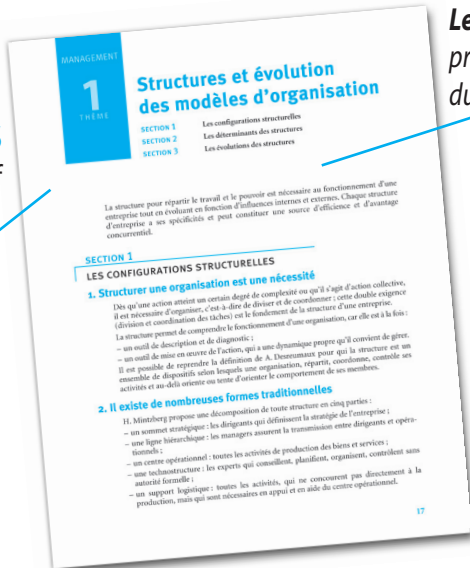 Le
pr
du
f
MANAGEMENT
1
THÈME
Structures et évolution
des modèles d'organisation
SECTION 1 Les configurations structurelles
SECTION 2 Les déterminants des structures
SECTION 3 Les évolutions des structures
La structure pour répartir le travail et le pouvoir est nécessaire au fonctionnement d'une
entreprise tout en évoluant en fonction d'influences internes et externes. Chaque structure
d'entreprise a ses spécificités et peut constituer une source d'efficience et d'avantage
concurrentiel.
SECTION 1
LES CONFIGURATIONS STRUCTURELLES
1. Structurer une organisation est une nécessité
Dès qu'une action atteint un certain degré de complexité ou qu'il s'agit d'action collective,
il est nécessaire d'organiser, c'est-à-dire de diviser et de coordonner ; cette double exigence
(division et coordination des tâches) est le fondement de la structure d'une entreprise.
La structure permet de comprendre le fonctionnement d'une organisation, car elle est à la fois :
– un outil de description et de diagnostic ;
– un outil de mise en œuvre de l'action, qui a une dynamique propre qu'il convient de gérer.
Il est possible de reprendre la définition de A. Desreumaux pour qui la structure est un
ensemble de dispositifs selon lesquels une organisation, répartit, coordonne, contrôle ses
activités et au-delà oriente ou tente d'orienter le comportement de ses membres.
2. Il existe de nombreuses formes traditionnelles
H. Mintzberg propose une décomposition de toute structure en cinq parties :
– un sommet stratégique : les dirigeants qui définissent la stratégie de l'entreprise ;
– une ligne hiérarchique : les managers assurent la transmission entre dirigeants et opéra-
tionnels ;
– un centre opérationnel : toutes les activités de production des biens et services ;
– une technostructure : les experts qui conseillent, planifient, organisent, contrôlent sans
autorité formelle ;
– un support logistique : toutes les activités, qui ne concourent pas directement à la
production, mais qui sont nécessaires en appui et en aide du centre opérationnel.
17